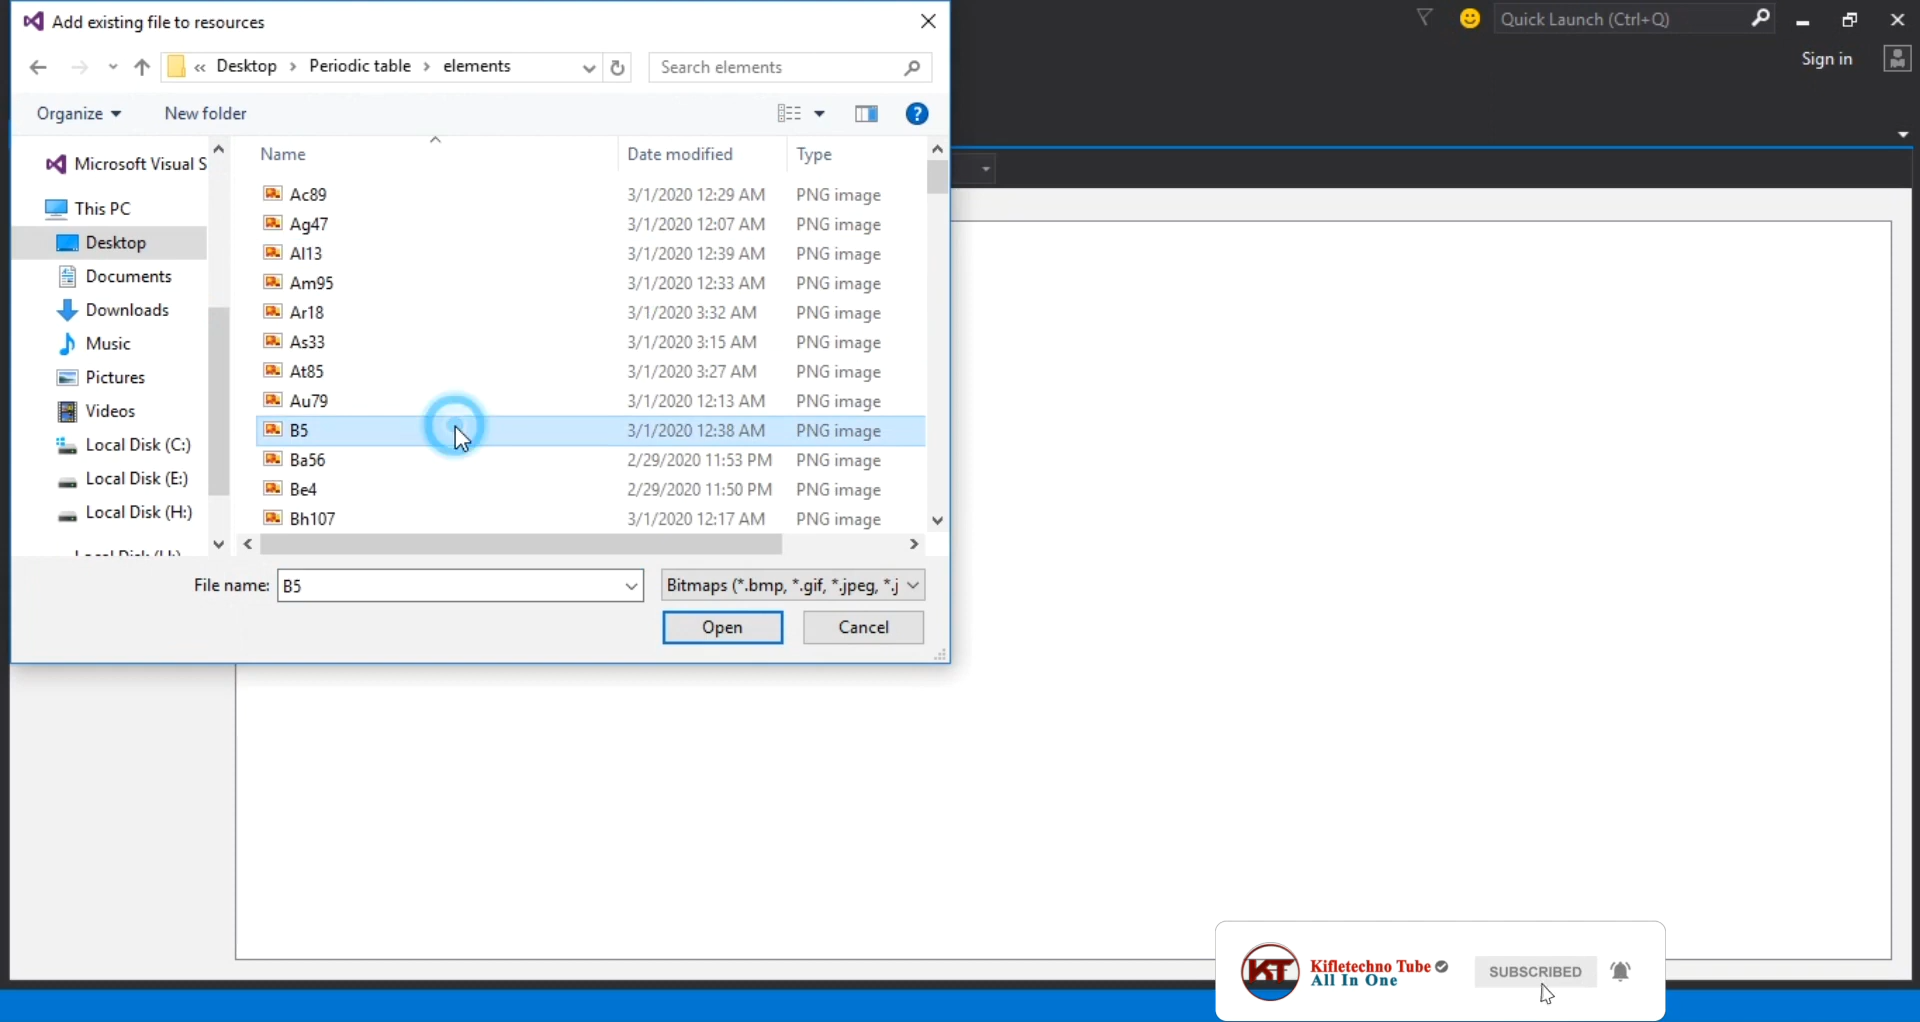 Add existing file to resources
Quick Launch (Ctrl+Q)
Sign in
« Desktop > Periodic table > elements
Search elements
Organize
New folder
Name Date modified Type
Microsoft Visual S
This PC
Desktop
Documents
Downloads
Music
Pictures
Videos
Local Disk (C:)
Local Disk (E:)
Local Disk (H:)
Ac89 3/1/2020 12:29 AM PNG image
Ag47 3/1/2020 12:07 AM PNG image
Al13 3/1/2020 12:39 AM PNG image
Am95 3/1/2020 12:33 AM PNG image
Ar18 3/1/2020 3:32 AM PNG image
As33 3/1/2020 3:15 AM PNG image
At85 3/1/2020 3:27 AM PNG image
Au79 3/1/2020 12:13 AM PNG image
B5 3/1/2020 12:38 AM PNG image
Ba56 2/29/2020 11:53 PM PNG image
Be4 2/29/2020 11:50 PM PNG image
Bh107 3/1/2020 12:17 AM PNG image
File name: B5
Bitmaps (*.bmp, *.gif, *.jpeg, *.j
Open Cancel
KT
Kifletechno Tube
All In One
SUBSCRIBED